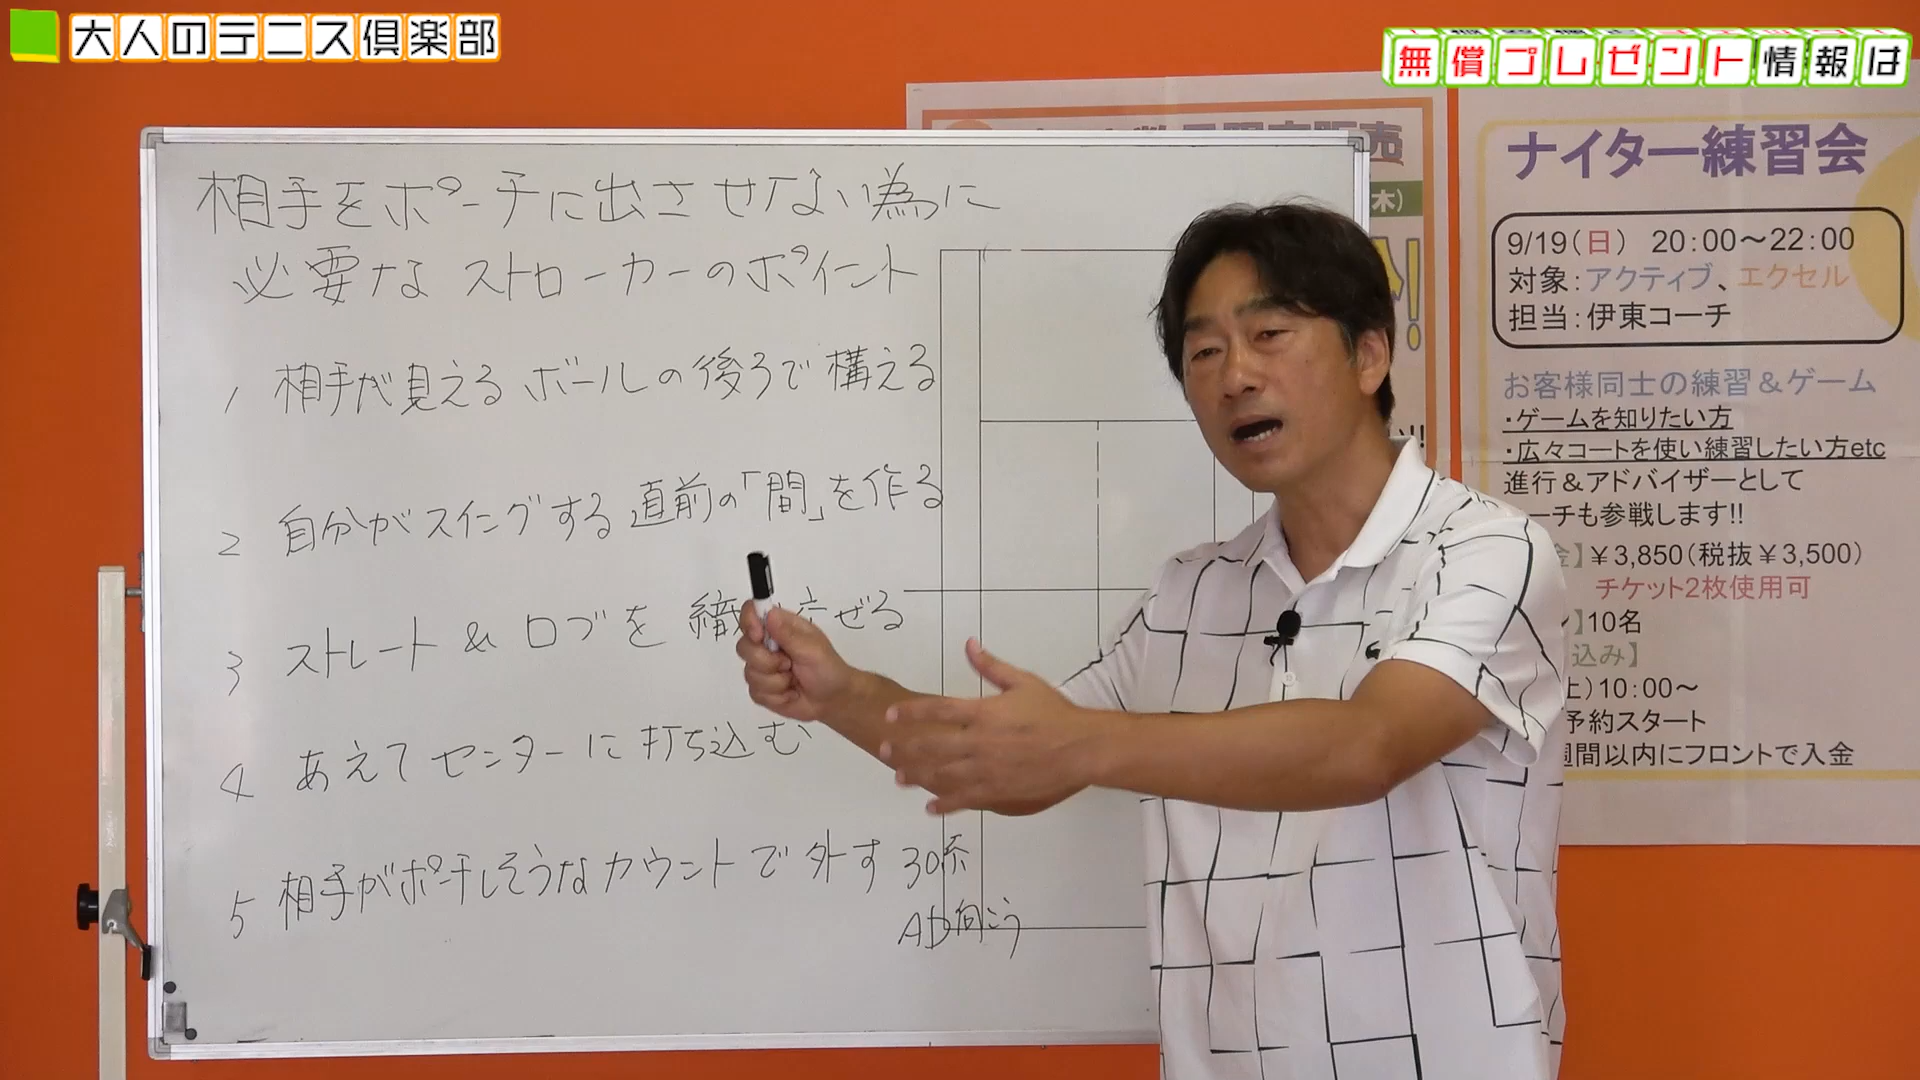 大人のテニス倶楽部
無償プレゼント情報は
相手をポーチに出させない為に
必要なストローカーのポイント
1 相手が見えるボールの後ろで構える
2 自分がスイングする直前の「間」を作る
3 ストレート & ロブを織 ぜる
4 あえてセンターに打ち込む
5 相手がポーチしそうなカウントで外す 30-
AD向こう
木)
ナイター練習会
9/19(日) 20:00～22:00
対象:アクティブ、エクセル
担当:伊東コーチ
お客様同士の練習&ゲーム
・ゲームを知りたい方
・広々コートを使い練習したい方etc
進行&アドバイザーとして
ーチも参戦します!!
金】¥3,850(税抜¥3,500)
チケット2枚使用可
】10名
込み】
土)10:00～
予約スタート
週間以内にフロントで入金